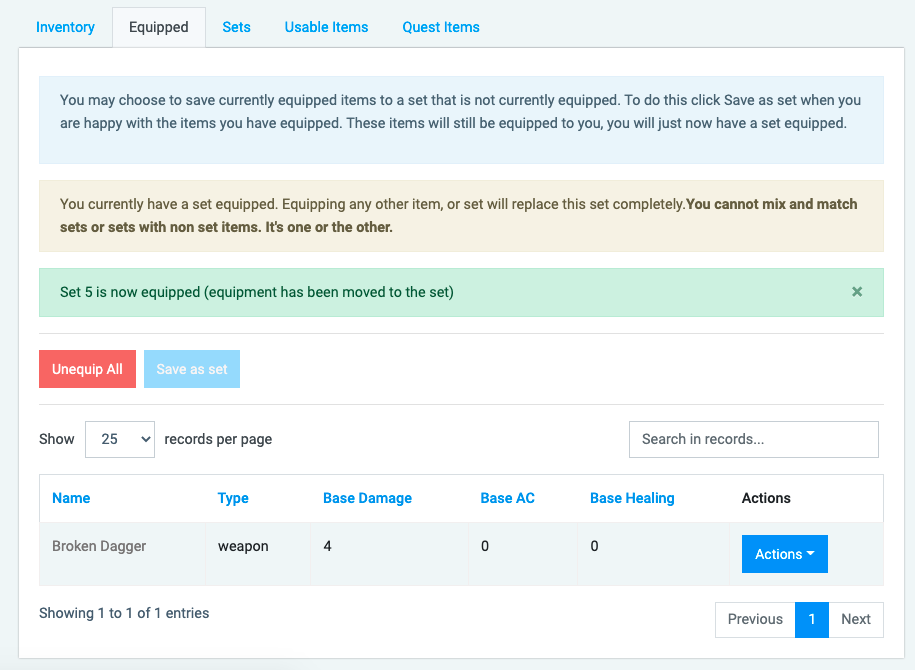 Inventory Equipped Sets Usable Items Quest Items
You may choose to save currently equipped items to a set that is not currently equipped. To do this click Save as set when you
are happy with the items you have equipped. These items will still be equipped to you, you will just now have a set equipped.
You currently have a set equipped. Equipping any other item, or set will replace this set completely.You cannot mix and match
sets or sets with non set items. It's one or the other.
Set 5 is now equipped (equipment has been moved to the set) ×
Unequip All Save as set
Show 25 records per page Search in records...
Name Type Base Damage Base AC Base Healing Actions
Broken Dagger weapon 4 0 0 Actions
Showing 1 to 1 of 1 entries Previous 1 Next